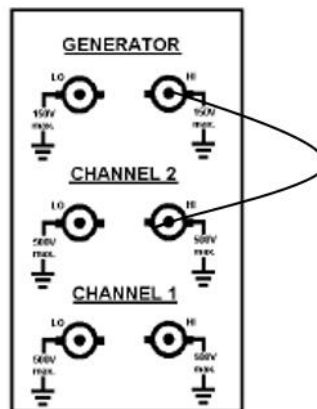 GENERATOR
LO HI
150V max. 150V max.
CHANNEL 2
LO HI
500V max. 500V max.
CHANNEL 1
LO HI
500V max. 500V max.